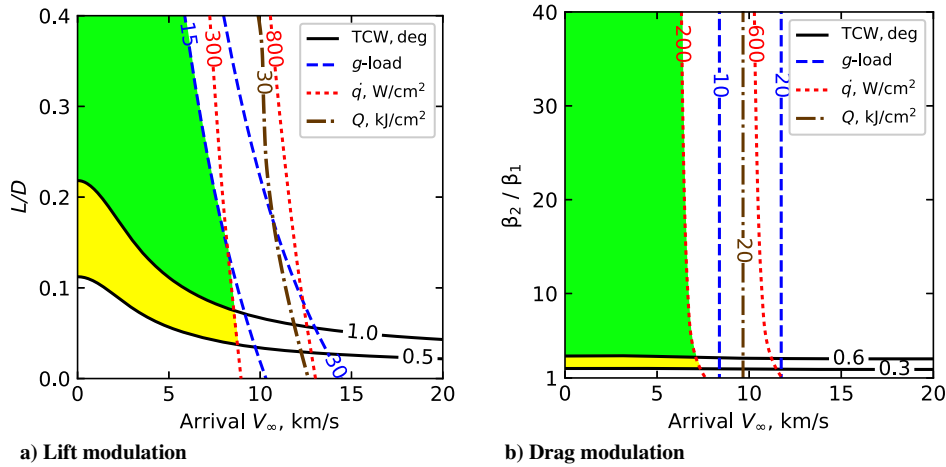 0.4
0.3
0.2
0.1
0.0
L/D
0
5
10
15
20
Arrival V∞, km/s
15
300
30
800
1.0
0.5
30
TCW, deg
g-load
q̇, W/cm²
Q, kJ/cm²
a) Lift modulation
40
30
20
10
1
β₂ / β₁
0
5
10
15
20
Arrival V∞, km/s
200
10
600
20
20
0.6
0.3
TCW, deg
g-load
q̇, W/cm²
Q, kJ/cm²
b) Drag modulation